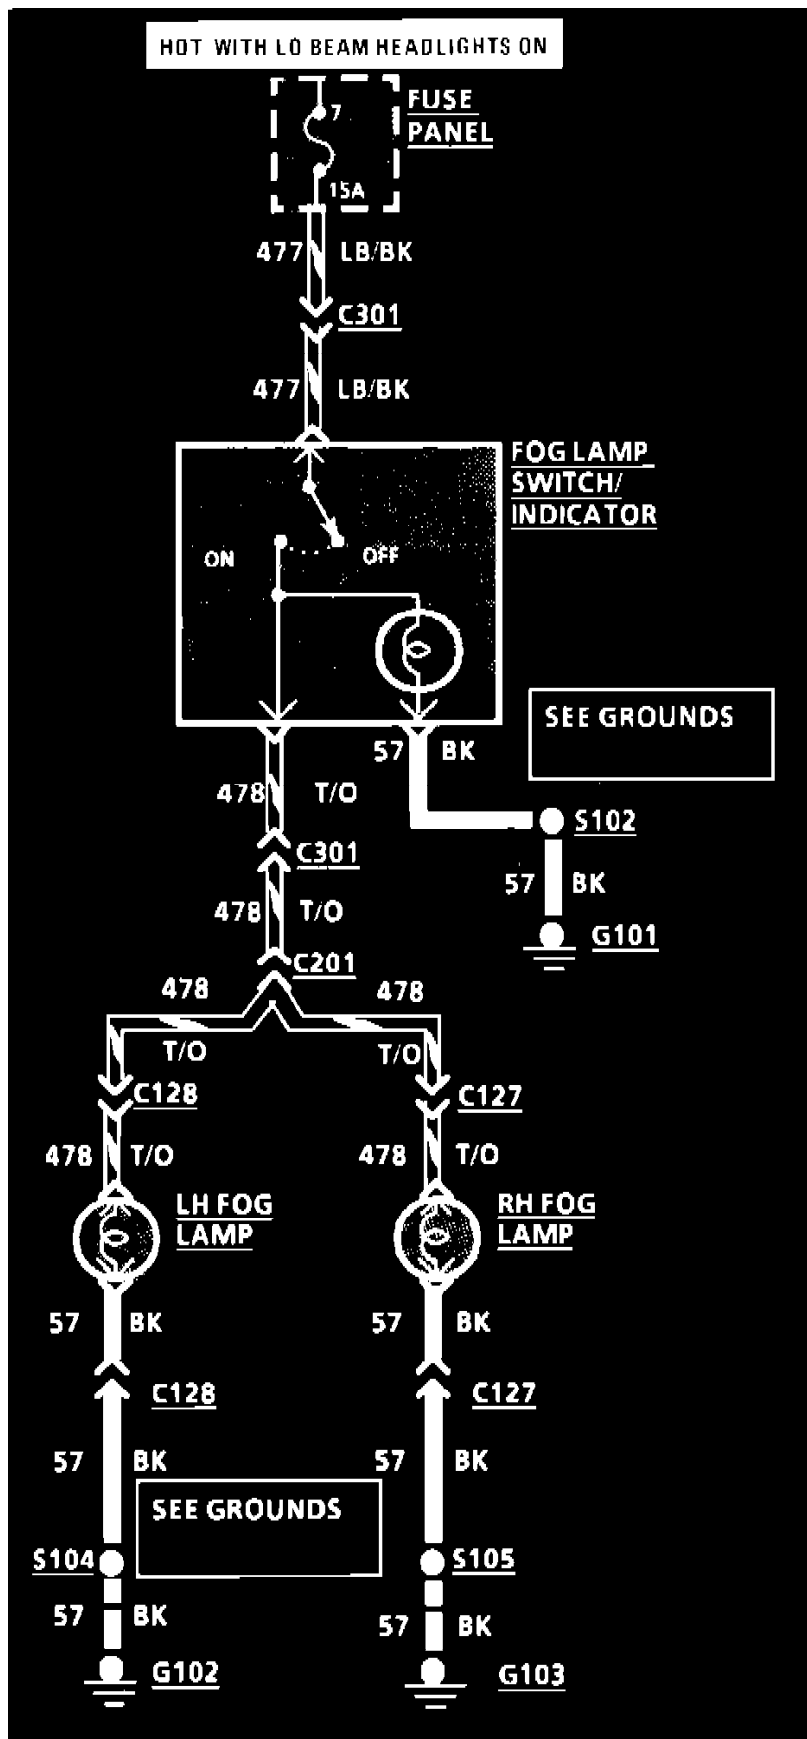 HOT WITH LO BEAM HEADLIGHTS ON
7
FUSE
PANEL
15A
477 LB/BK
C301
477 LB/BK
FOG LAMP
SWITCH/
INDICATOR
ON
OFF
SEE GROUNDS
57 BK
478 T/O
S102
C301
57 BK
478 T/O
G101
C201
478 478
T/O T/O
C128 C127
478 T/O 478 T/O
LH FOG
LAMP
RH FOG
LAMP
57 BK 57 BK
C128 C127
57 BK 57 BK
SEE GROUNDS
S104 S105
57 BK 57 BK
G102 G103